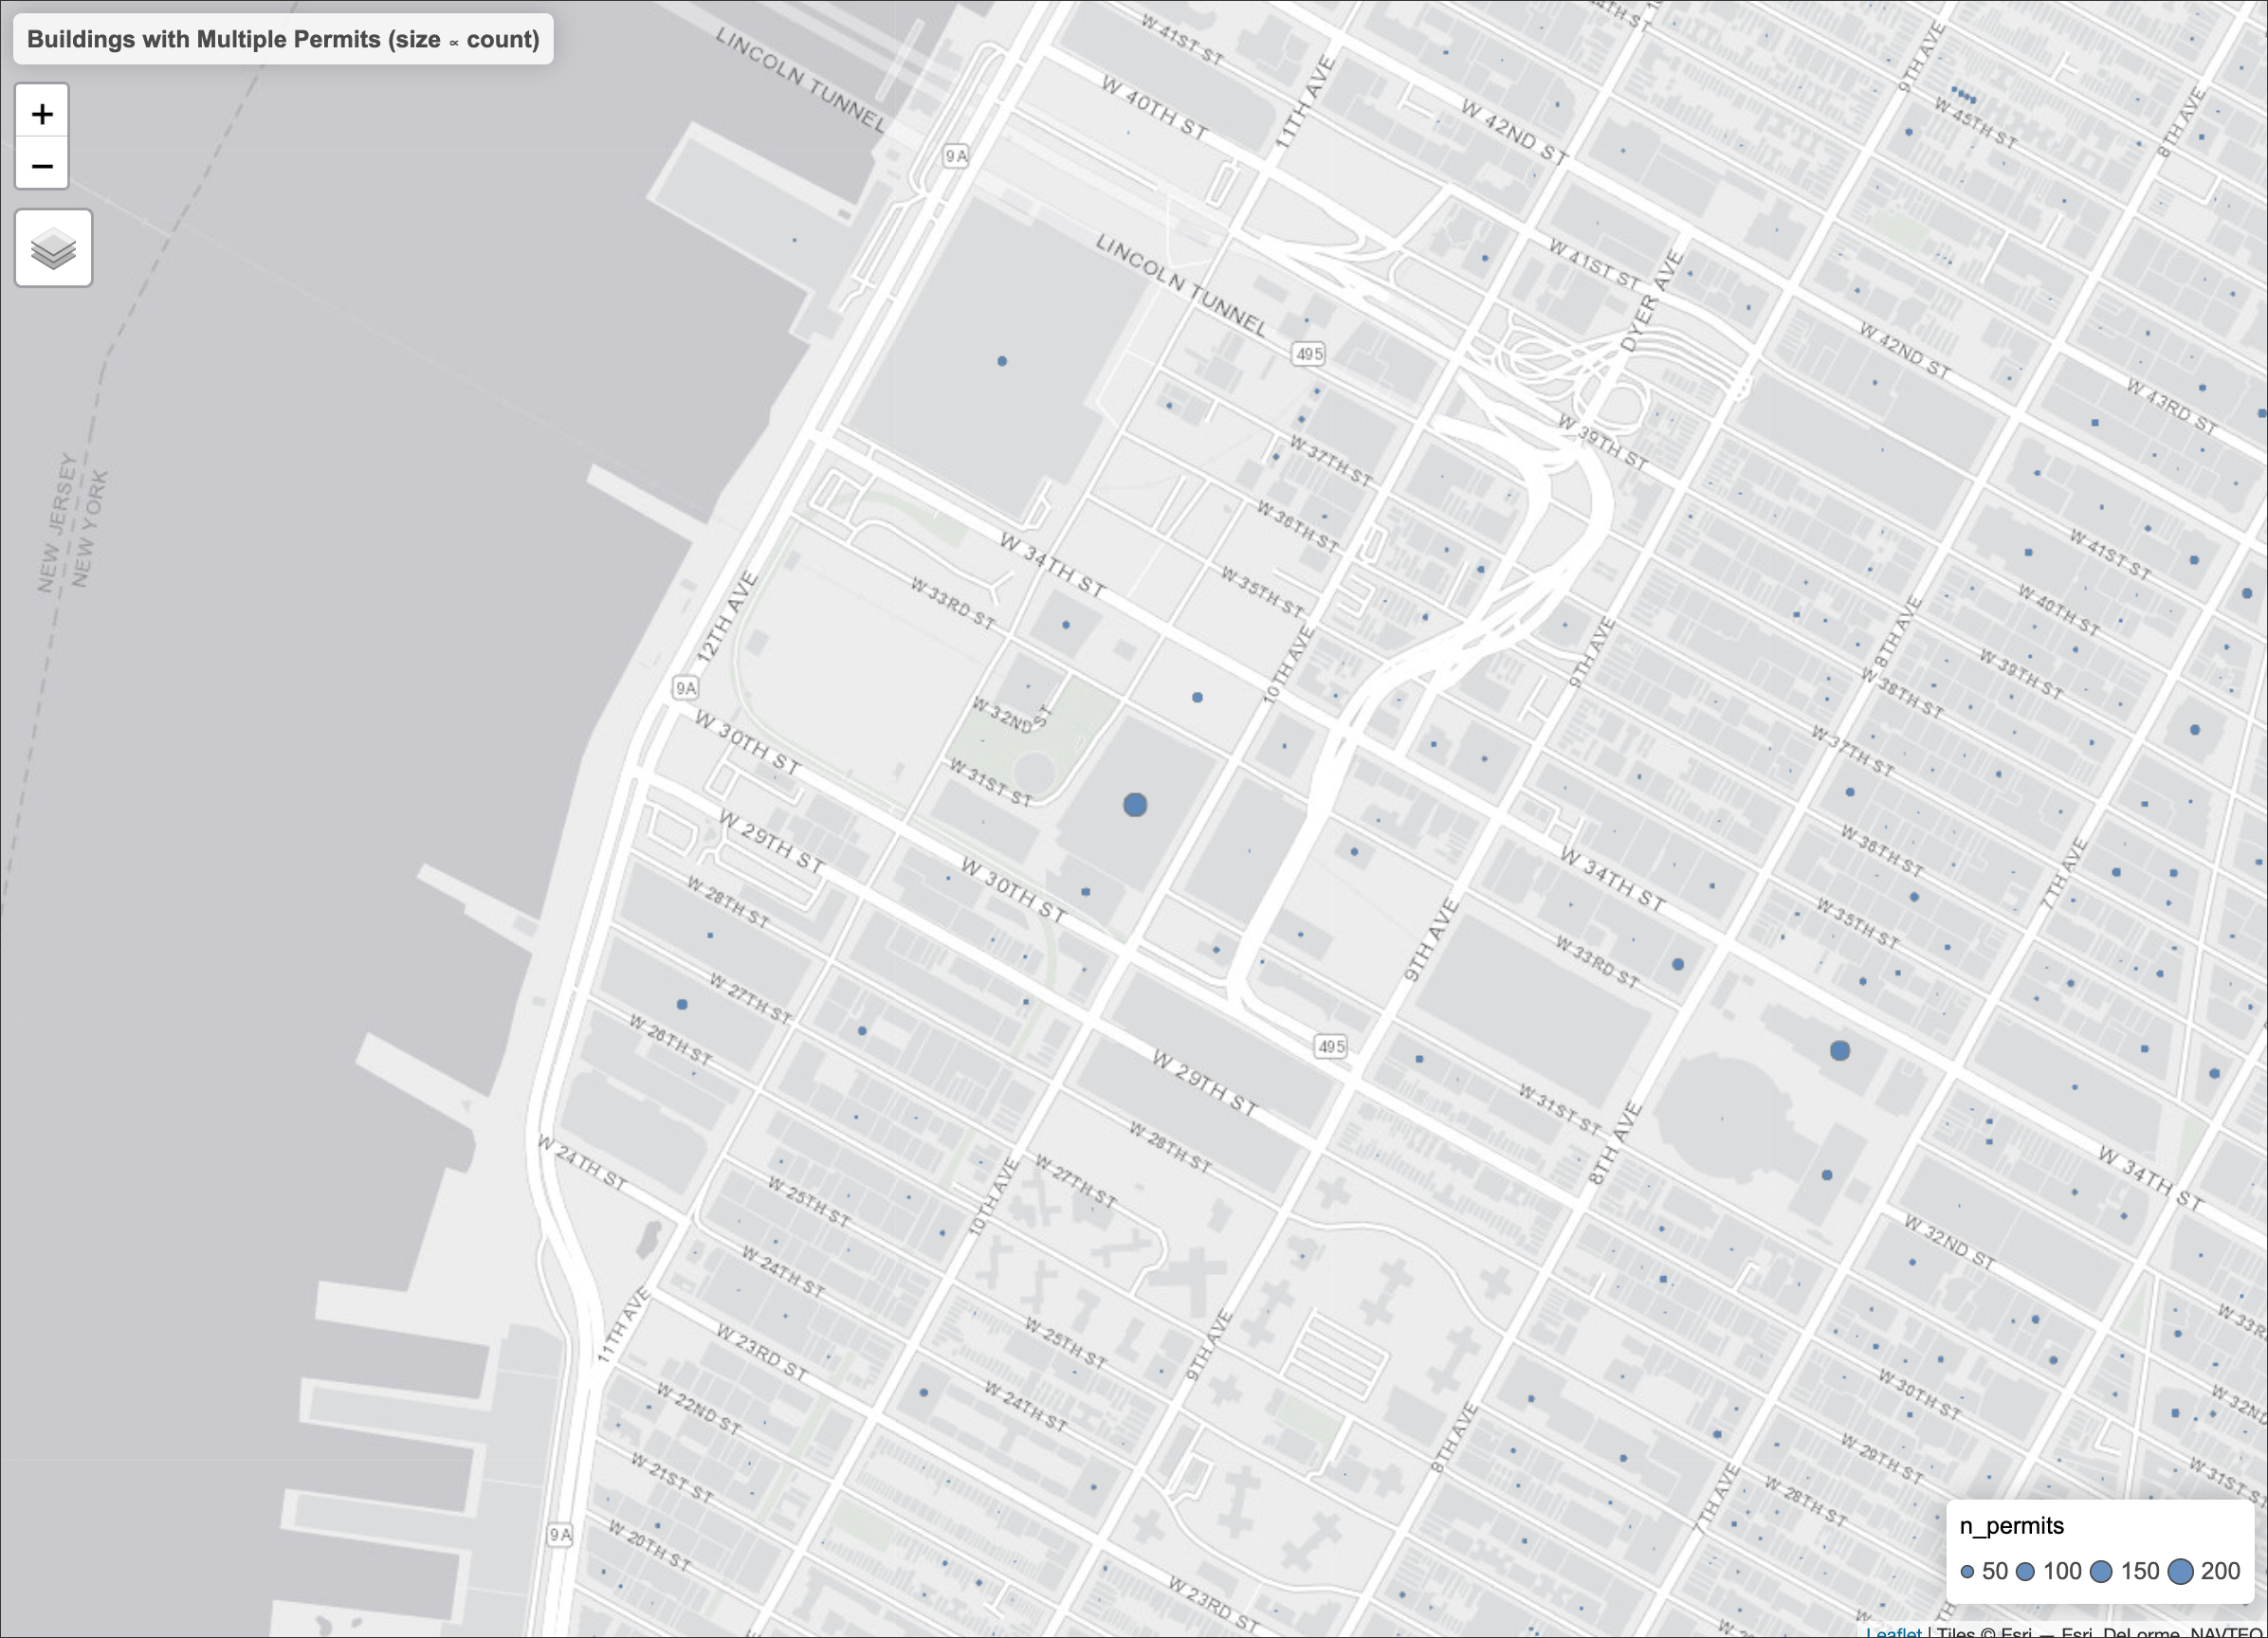 Buildings with Multiple Permits (size ∝ count)
+
−
LINCOLN TUNNEL
W 41ST ST
W 40TH ST
11TH AVE
W 42ND ST
9TH AVE
W 45TH ST
8TH AVE
9A
LINCOLN TUNNEL
495
W 41ST ST
DYER AVE
W 42ND ST
W 43RD ST
W 39TH ST
W 37TH ST
W 36TH ST
W 35TH ST
W 34TH ST
W 33RD ST
12TH AVE
NEW JERSEY
NEW YORK
10TH AVE
9TH AVE
8TH AVE
W 41ST ST
W 40TH ST
W 39TH ST
W 38TH ST
W 37TH ST
W 36TH ST
W 35TH ST
7TH AVE
9A
W 32ND ST
W 31ST ST
W 30TH ST
W 29TH ST
W 30TH ST
W 28TH ST
W 27TH ST
W 26TH ST
W 34TH ST
W 33RD ST
9TH AVE
495
W 29TH ST
W 31ST ST
8TH AVE
W 28TH ST
W 27TH ST
10TH AVE
W 24TH ST
W 25TH ST
W 24TH ST
W 34TH ST
W 32ND ST
11TH AVE
W 23RD ST
W 25TH ST
W 24TH ST
9TH AVE
8TH AVE
7TH AVE
W 22ND ST
W 21ST ST
W 20TH ST
9A
W 23RD ST
W 30TH ST
W 29TH ST
W 28TH ST
W 31ST ST
n_permits
50 100 150 200
Leaflet | Tiles © Esri — Esri, DeLorme, NAVTEQ